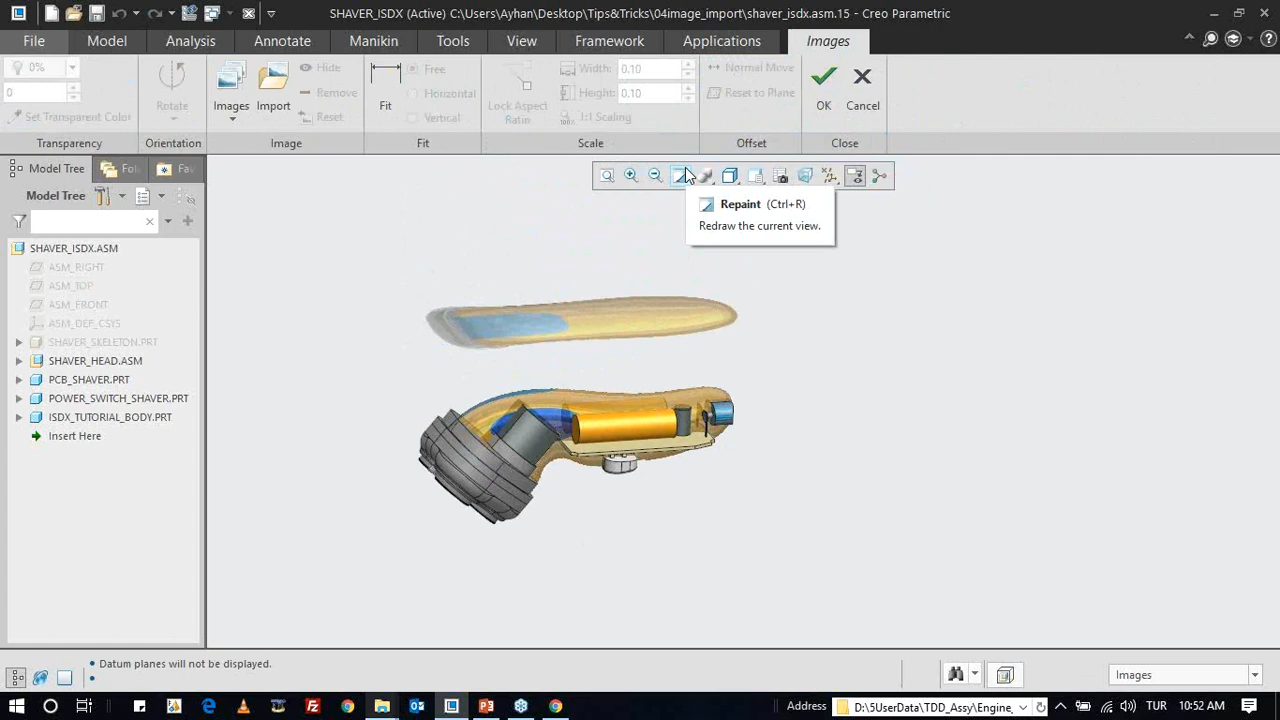 SHAVER_ISDX (Active) C:\Users\Ayhan\Desktop\Tips&Tricks\04image_import\shaver_isdx.asm.15 - Creo Parametric
File Model Analysis Annotate Manikin Tools View Framework Applications Images
0%
0
Set Transparent Color
Transparency
Rotate
Orientation
Images
Import
Hide
Remove
Reset
Image
Fit
Free
Horizontal
Vertical
Fit
Lock Aspect
Ratio
Width: 0.10
Height: 0.10
1:1 Scaling
Scale
Normal Move
Reset to Plane
Offset
OK
Cancel
Close
Model Tree
Fol
Fav
Model Tree
Repaint (Ctrl+R)
Redraw the current view.
SHAVER_ISDX.ASM
ASM_RIGHT
ASM_TOP
ASM_FRONT
ASM_DEF_CSYS
SHAVER_SKELETON.PRT
SHAVER_HEAD.ASM
PCB_SHAVER.PRT
POWER_SWITCH_SHAVER.PRT
ISDX_TUTORIAL_BODY.PRT
Insert Here
• Datum planes will not be displayed.
Images
Address D:\5UserData\TDD_Assy\Engine_
TUR 10:52 AM